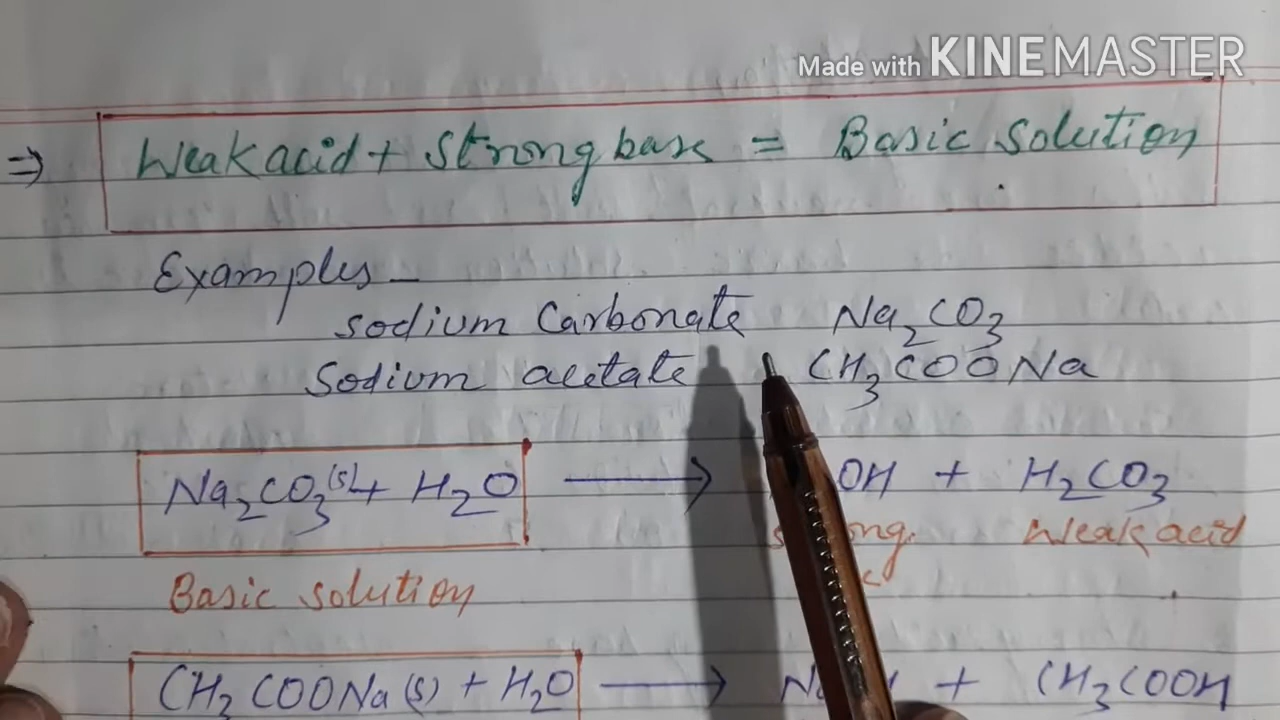 Made with KINEMASTER
⇒ Weak acid + Strong base = Basic solution
Examples -
Sodium Carbonate Na2CO3
Sodium acetate CH3COONa
Na2CO3(s) + H2O → OH + H2CO3
Weak acid
Basic solution
CH3COONa(s) + H2O → + CH3COOH